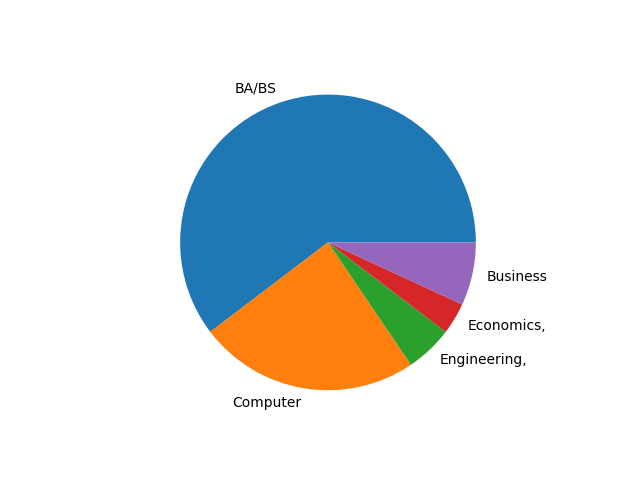 BA/BS
Business
Economics,
Engineering,
Computer